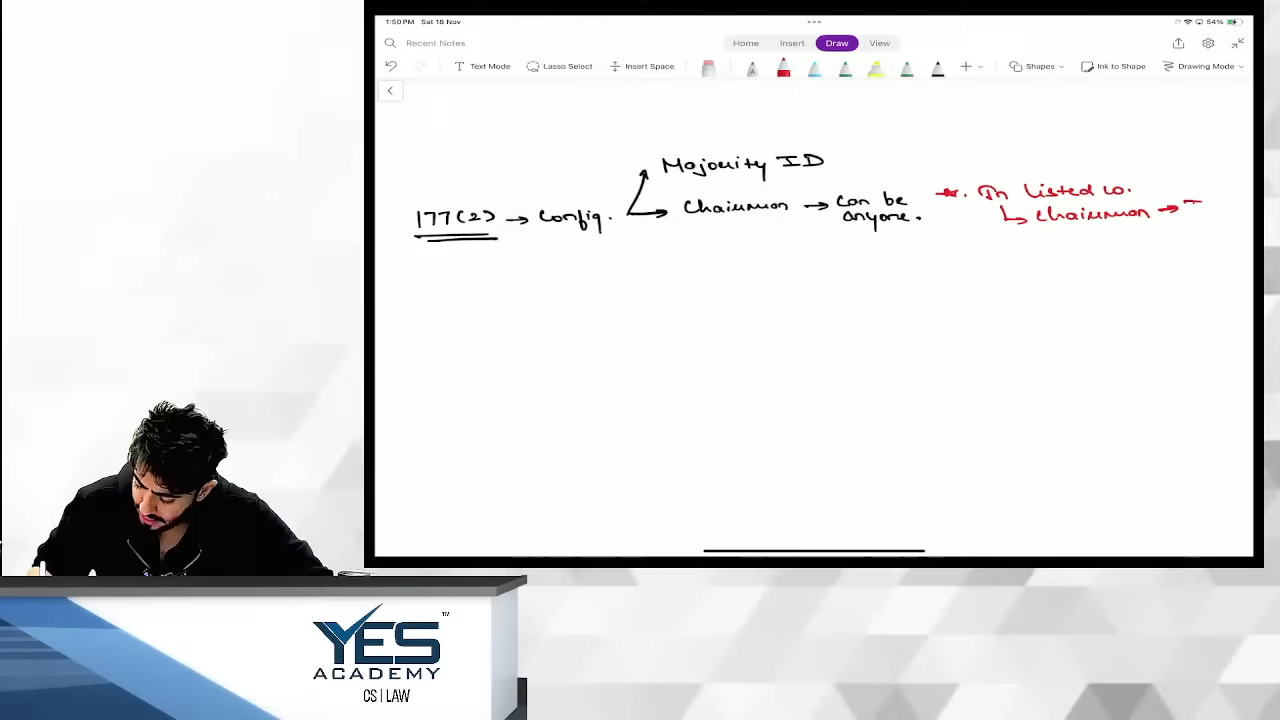 1:50 PM Sat 18 Nov
54%
Recent Notes
Home Insert Draw View
Text Mode Lasso Select Insert Space Shapes Ink to Shape Drawing Mode
Majority ID
177(2) → Config. Chairman → Can be anyone.
*. In listed co.
↳ Chairman →
YES™
ACADEMY
CS | LAW